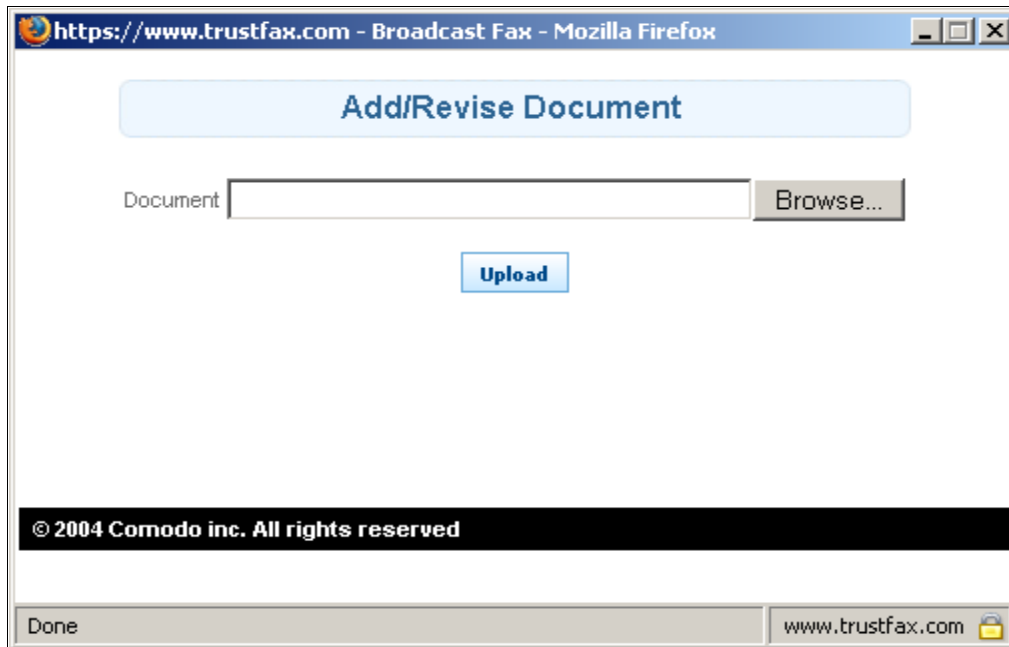 https://www.trustfax.com - Broadcast Fax - Mozilla Firefox
Add/Revise Document
Document Browse...
Upload
© 2004 Comodo inc. All rights reserved
Done www.trustfax.com